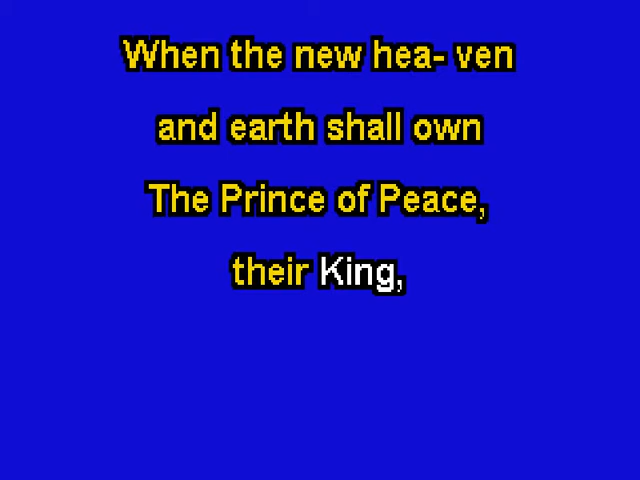 When the new hea- ven
and earth shall own
The Prince of Peace,
their King,